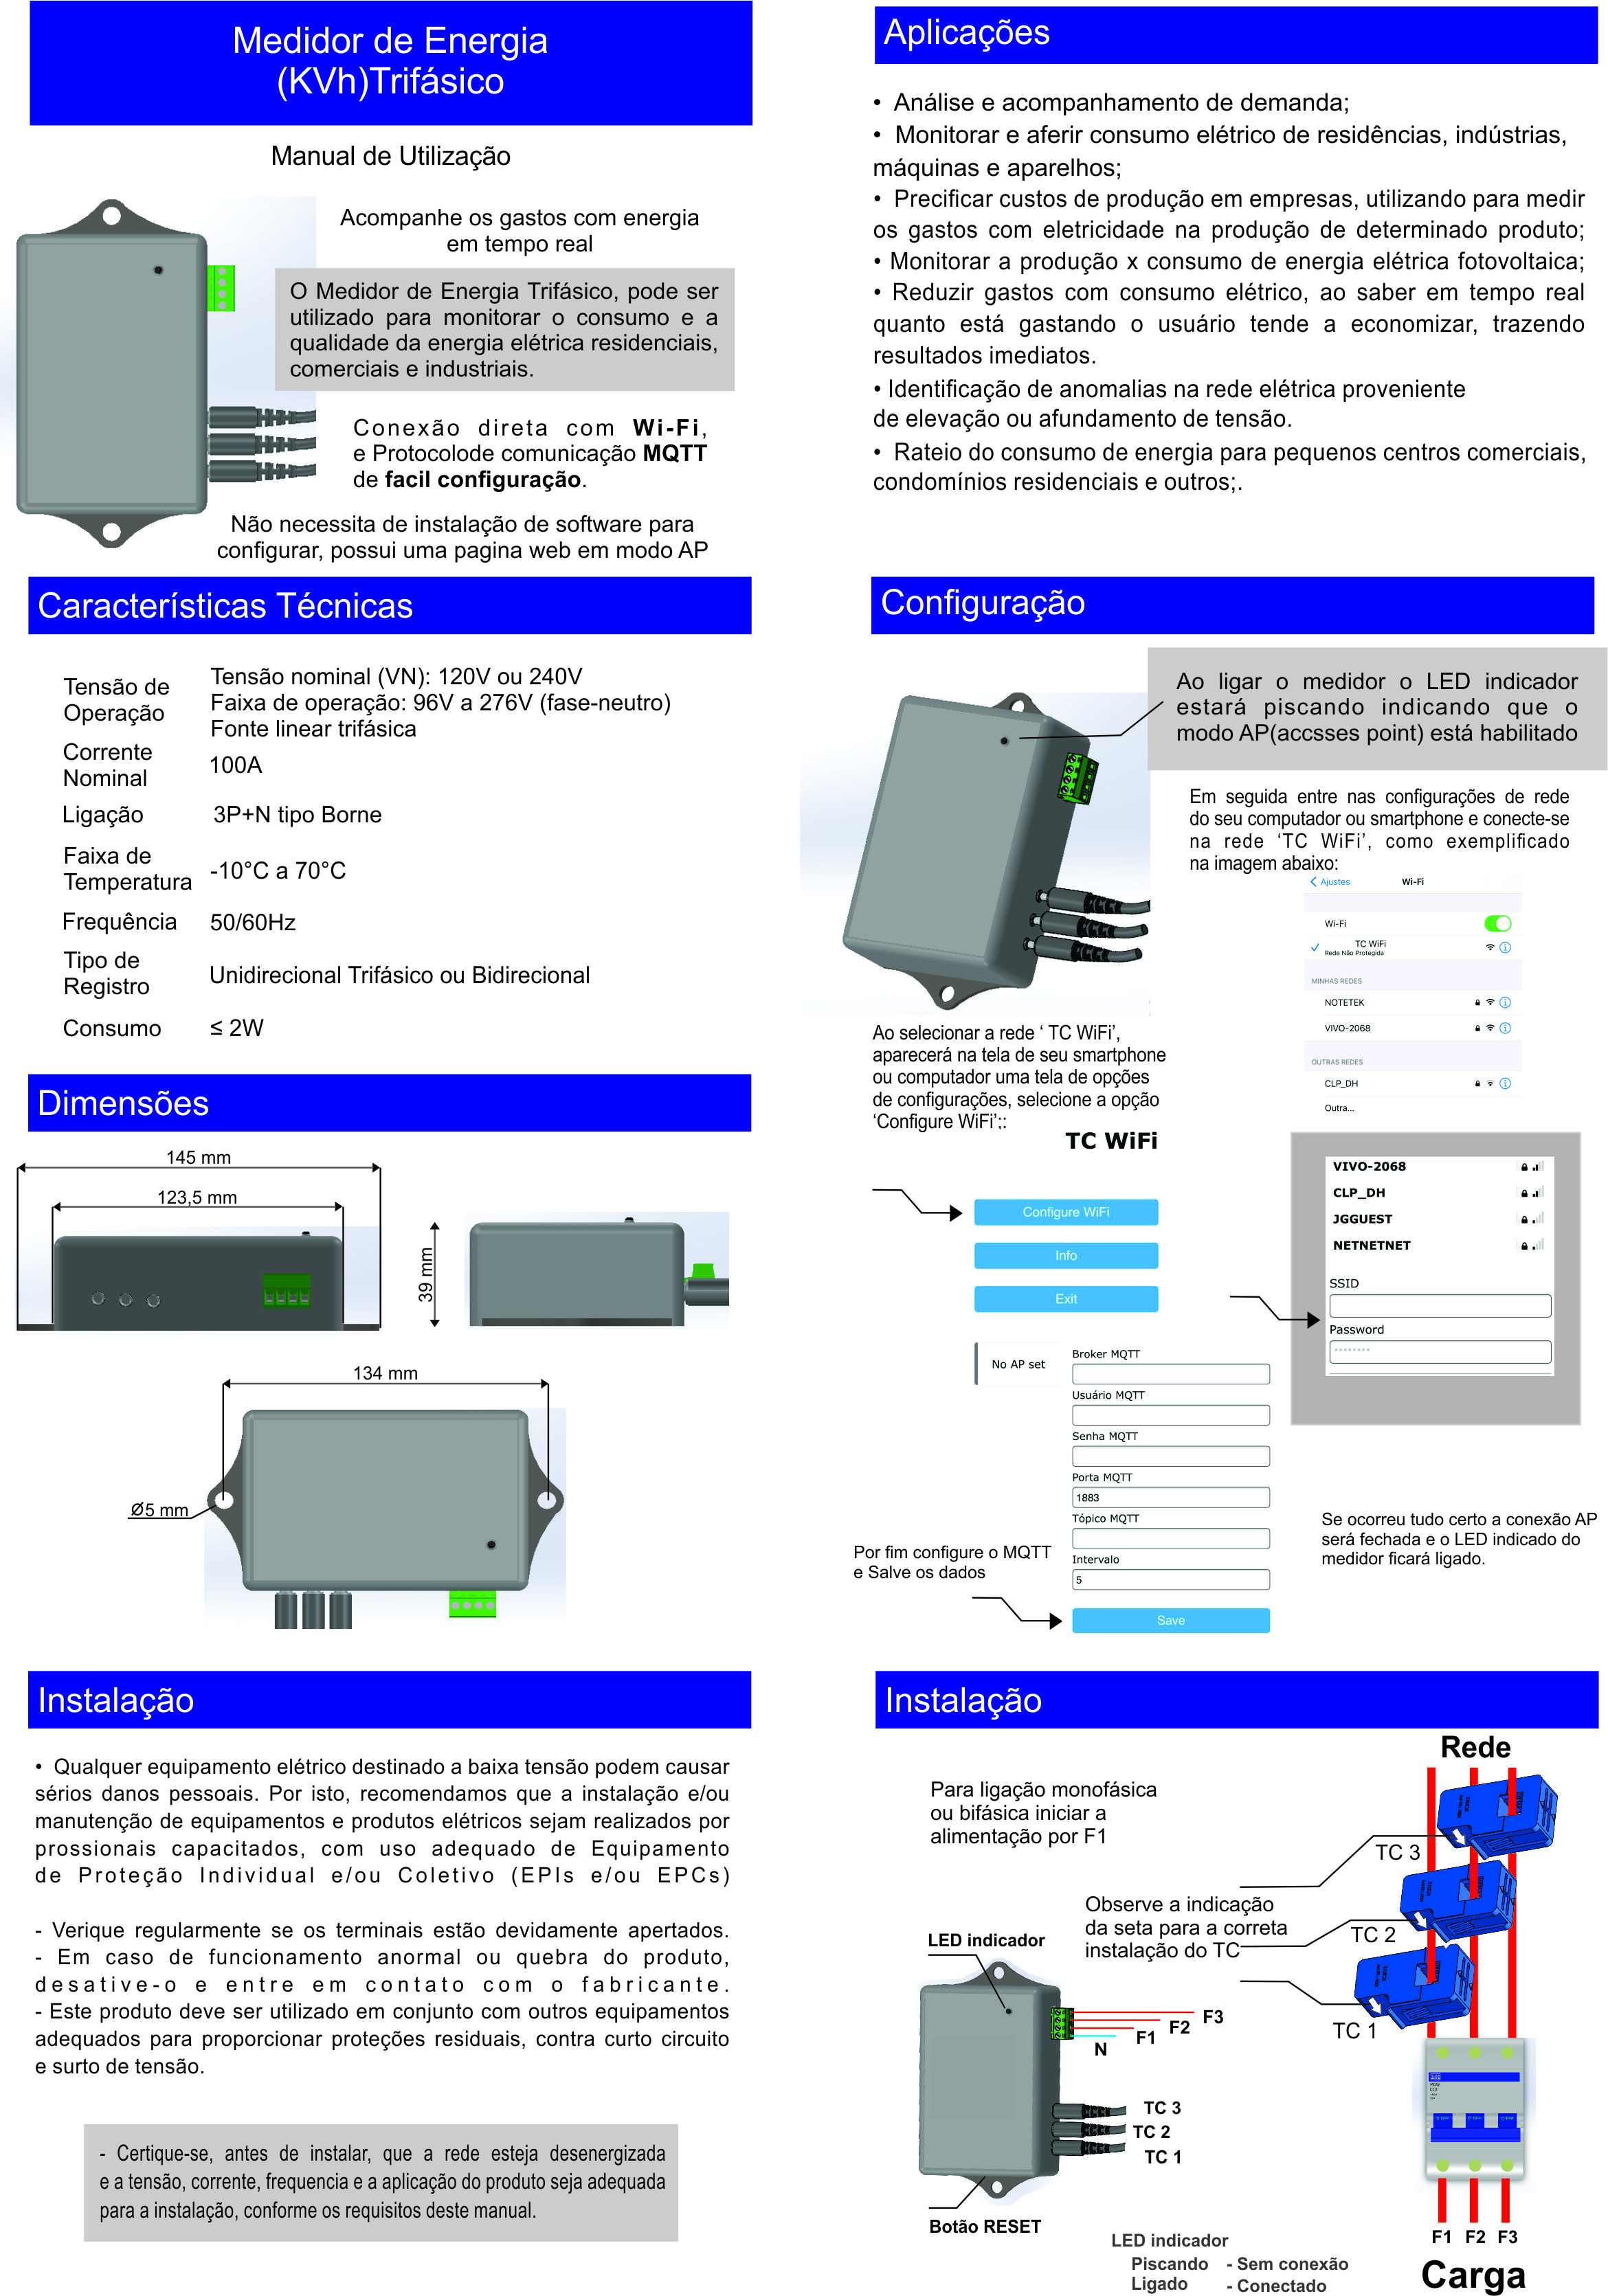 Medidor de Energia
(KVh)Trifásico
Manual de Utilização
Acompanhe os gastos com energia
em tempo real
O Medidor de Energia Trifásico, pode ser
utilizado para monitorar o consumo e a
qualidade da energia elétrica residenciais,
comerciais e industriais.
Conexão direta com Wi-Fi,
e Protocolode comunicação MQTT
de facil configuração.
Não necessita de instalação de software para
configurar, possui uma pagina web em modo AP
Aplicações
• Análise e acompanhamento de demanda;
• Monitorar e aferir consumo elétrico de residências, indústrias,
máquinas e aparelhos;
• Precificar custos de produção em empresas, utilizando para medir
os gastos com eletricidade na produção de determinado produto;
• Monitorar a produção x consumo de energia elétrica fotovoltaica;
• Reduzir gastos com consumo elétrico, ao saber em tempo real
quanto está gastando o usuário tende a economizar, trazendo
resultados imediatos.
• Identificação de anomalias na rede elétrica proveniente
de elevação ou afundamento de tensão.
• Rateio do consumo de energia para pequenos centros comerciais,
condomínios residenciais e outros;.
Características Técnicas
Tensão de
Operação
Tensão nominal (VN): 120V ou 240V
Faixa de operação: 96V a 276V (fase-neutro)
Fonte linear trifásica
Corrente
Nominal
100A
Ligação
3P+N tipo Borne
Faixa de
Temperatura
-10°C a 70°C
Frequência
50/60Hz
Tipo de
Registro
Unidirecional Trifásico ou Bidirecional
Consumo
≤ 2W
Dimensões
145 mm
123,5 mm
39 mm
134 mm
Ø5 mm
Configuração
Ao ligar o medidor o LED indicador
estará piscando indicando que o
modo AP(accsses point) está habilitado
Em seguida entre nas configurações de rede
do seu computador ou smartphone e conecte-se
na rede ‘TC WiFi’, como exemplificado
na imagem abaixo:
Ajustes
Wi-Fi
Wi-Fi
TC WiFi
Rede Não Protegida
MINHAS REDES
NOTETEK
VIVO-2068
OUTRAS REDES
CLP_DH
Outra...
Ao selecionar a rede ‘ TC WiFi’,
aparecerá na tela de seu smartphone
ou computador uma tela de opções
de configurações, selecione a opção
‘Configure WiFi’;:
TC WiFi
Configure WiFi
Info
Exit
No AP set
VIVO-2068
CLP_DH
JGGUEST
NETNETNET
SSID
Password
********
Broker MQTT
Usuário MQTT
Senha MQTT
Porta MQTT
1883
Tópico MQTT
Intervalo
5
Save
Por fim configure o MQTT
e Salve os dados
Se ocorreu tudo certo a conexão AP
será fechada e o LED indicado do
medidor ficará ligado.
Instalação
• Qualquer equipamento elétrico destinado a baixa tensão podem causar
sérios danos pessoais. Por isto, recomendamos que a instalação e/ou
manutenção de equipamentos e produtos elétricos sejam realizados por
prossionais capacitados, com uso adequado de Equipamento
de Proteção Individual e/ou Coletivo (EPIs e/ou EPCs)
- Verique regularmente se os terminais estão devidamente apertados.
- Em caso de funcionamento anormal ou quebra do produto,
desative-o e entre em contato com o fabricante.
- Este produto deve ser utilizado em conjunto com outros equipamentos
adequados para proporcionar proteções residuais, contra curto circuito
e surto de tensão.
- Certique-se, antes de instalar, que a rede esteja desenergizada
e a tensão, corrente, frequencia e a aplicação do produto seja adequada
para a instalação, conforme os requisitos deste manual.
Instalação
Rede
Para ligação monofásica
ou bifásica iniciar a
alimentação por F1
TC 3
Observe a indicação
da seta para a correta
instalação do TC
TC 2
TC 1
LED indicador
F3
F2
F1
N
TC 3
TC 2
TC 1
Botão RESET
LED indicador
Piscando - Sem conexão
Ligado - Conectado
F1 F2 F3
Carga